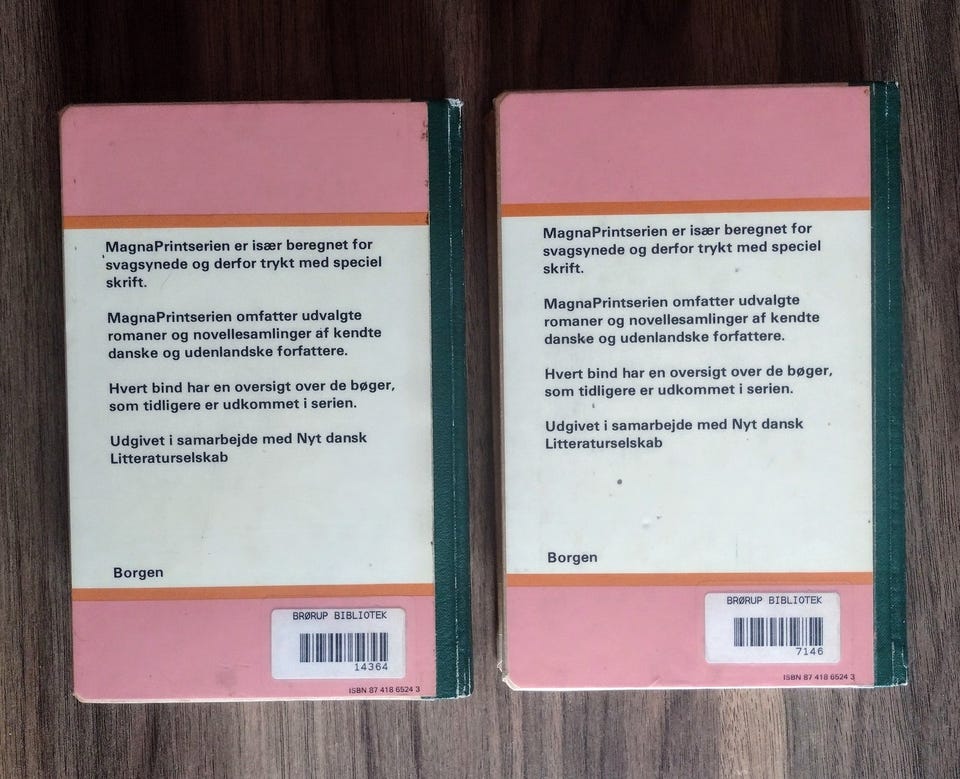 MagnaPrintserien er især beregnet for
svagsynede og derfor trykt med speciel
skrift.
MagnaPrintserien omfatter udvalgte
romaner og novellesamlinger af kendte
danske og udenlandske forfattere.
Hvert bind har en oversigt over de bøger,
som tidligere er udkommet i serien.
Udgivet i samarbejde med Nyt dansk
Litteraturselskab
Borgen
BRØRUP BIBLIOTEK
14364
ISBN 87 418 6524 3
MagnaPrintserien er især beregnet for
svagsynede og derfor trykt med speciel
skrift.
MagnaPrintserien omfatter udvalgte
romaner og novellesamlinger af kendte
danske og udenlandske forfattere.
Hvert bind har en oversigt over de bøger,
som tidligere er udkommet i serien.
Udgivet i samarbejde med Nyt dansk
Litteraturselskab
Borgen
BRØRUP BIBLIOTEK
7146
ISBN 87 418 6524 3